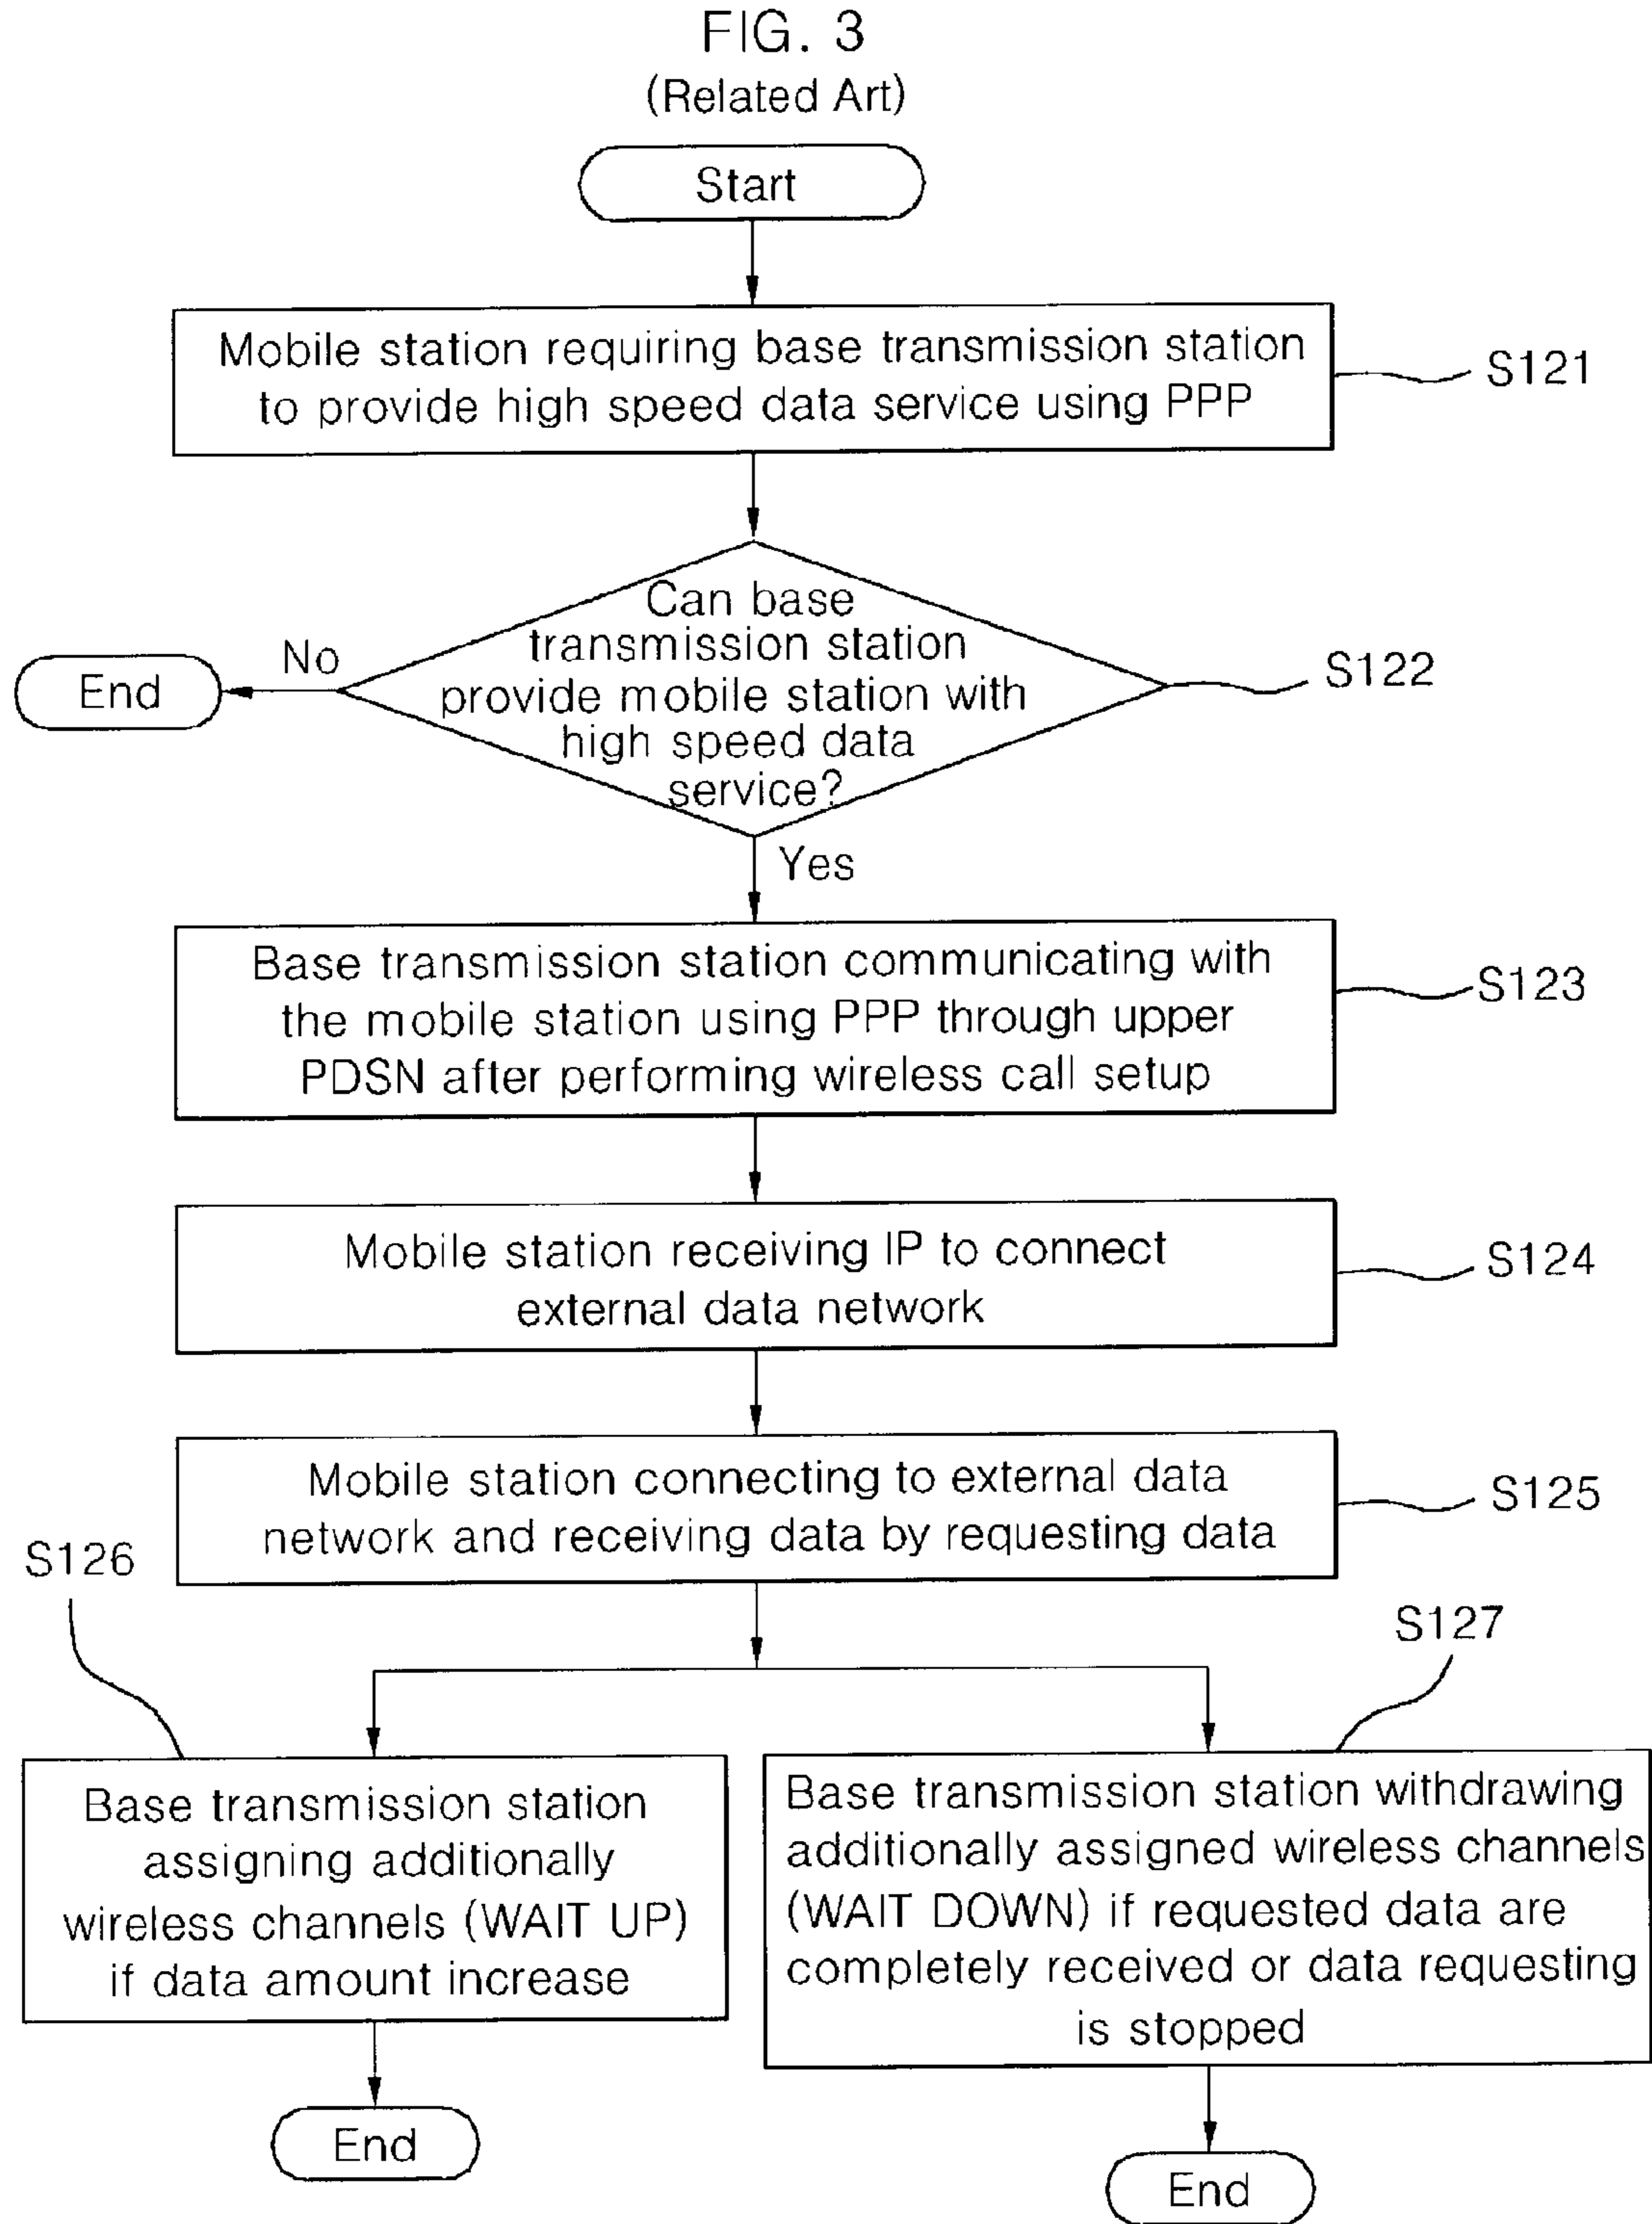 FIG. 3
(Related Art)
Start
Mobile station requiring base transmission station
to provide high speed data service using PPP
S121
Can base
transmission station
provide mobile station with
high speed data
service?
No
End
S122
Yes
Base transmission station communicating with
the mobile station using PPP through upper
PDSN after performing wireless call setup
S123
Mobile station receiving IP to connect
external data network
S124
Mobile station connecting to external data
network and receiving data by requesting data
S125
S126
S127
Base transmission station
assigning additionally
wireless channels (WAIT UP)
if data amount increase
Base transmission station withdrawing
additionally assigned wireless channels
(WAIT DOWN) if requested data are
completely received or data requesting
is stopped
End
End